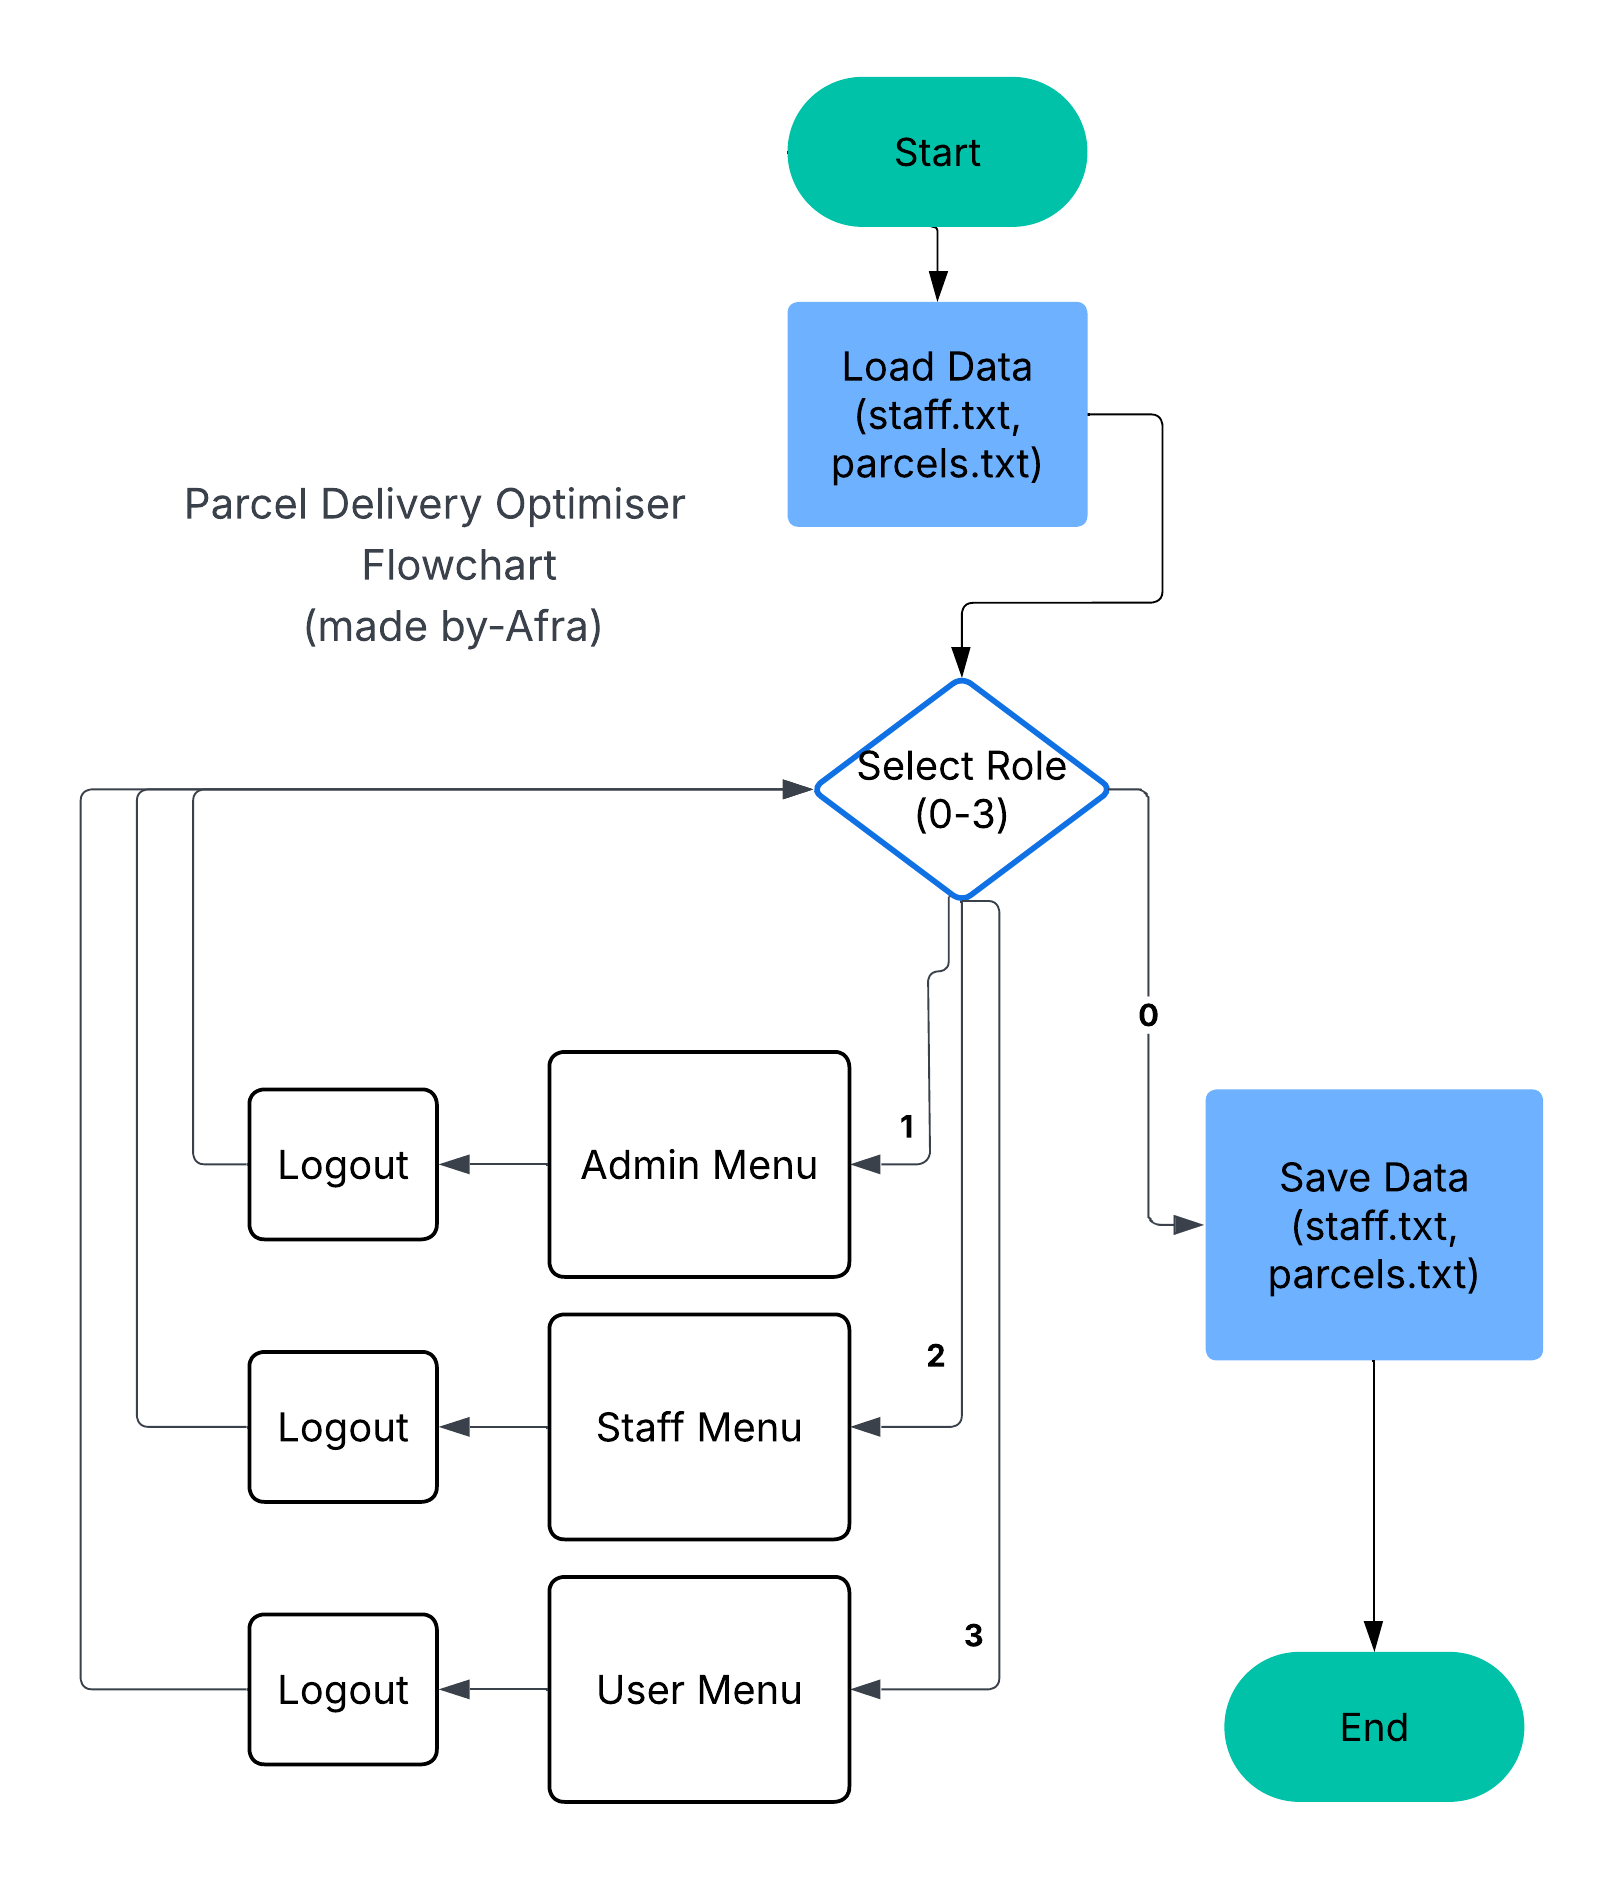 Start
Load Data
(staff.txt,
parcels.txt)
Parcel Delivery Optimiser
Flowchart
(made by-Afra)
Select Role
(0-3)
0
1
Logout
Admin Menu
Save Data
(staff.txt,
parcels.txt)
2
Logout
Staff Menu
3
Logout
User Menu
End